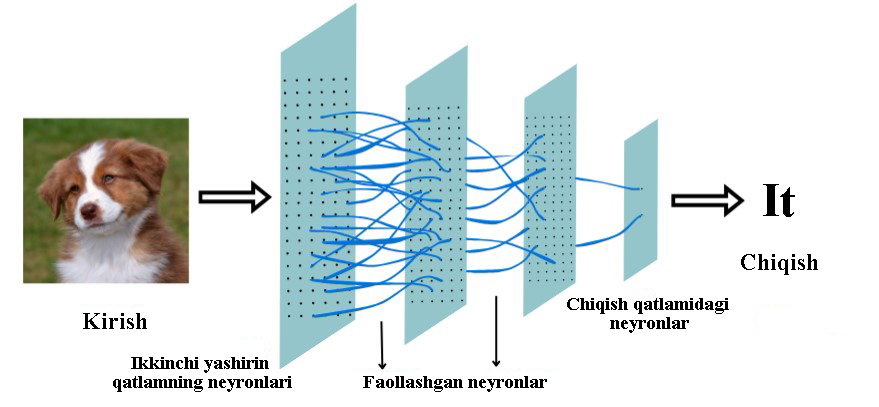 It
Chiqish
Kirish
Chiqish qatlamidagi
neyronlar
Ikkinchi yashirin
qatlamning neyronlari
Faollashgan neyronlar